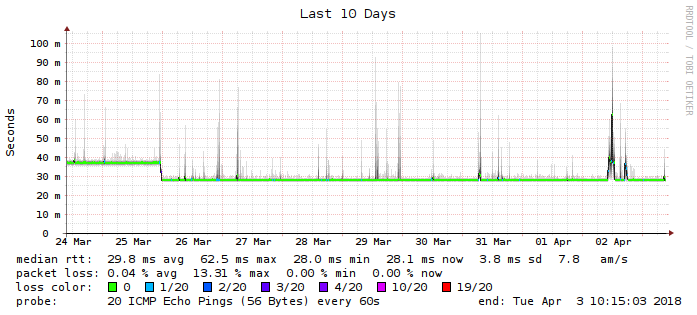 Last 10 Days
RRDTOOL / TOBI OETIKER
Seconds
100 m
90 m
80 m
70 m
60 m
50 m
40 m
30 m
20 m
10 m
0
24 Mar 25 Mar 26 Mar 27 Mar 28 Mar 29 Mar 30 Mar 31 Mar 01 Apr 02 Apr
median rtt: 29.8 ms avg 62.5 ms max 28.0 ms min 28.1 ms now 3.8 ms sd 7.8 am/s
packet loss: 0.04 % avg 13.31 % max 0.00 % min 0.00 % now
loss color: 0 1/20 2/20 3/20 4/20 10/20 19/20
probe: 20 ICMP Echo Pings (56 Bytes) every 60s end: Tue Apr 3 10:15:03 2018